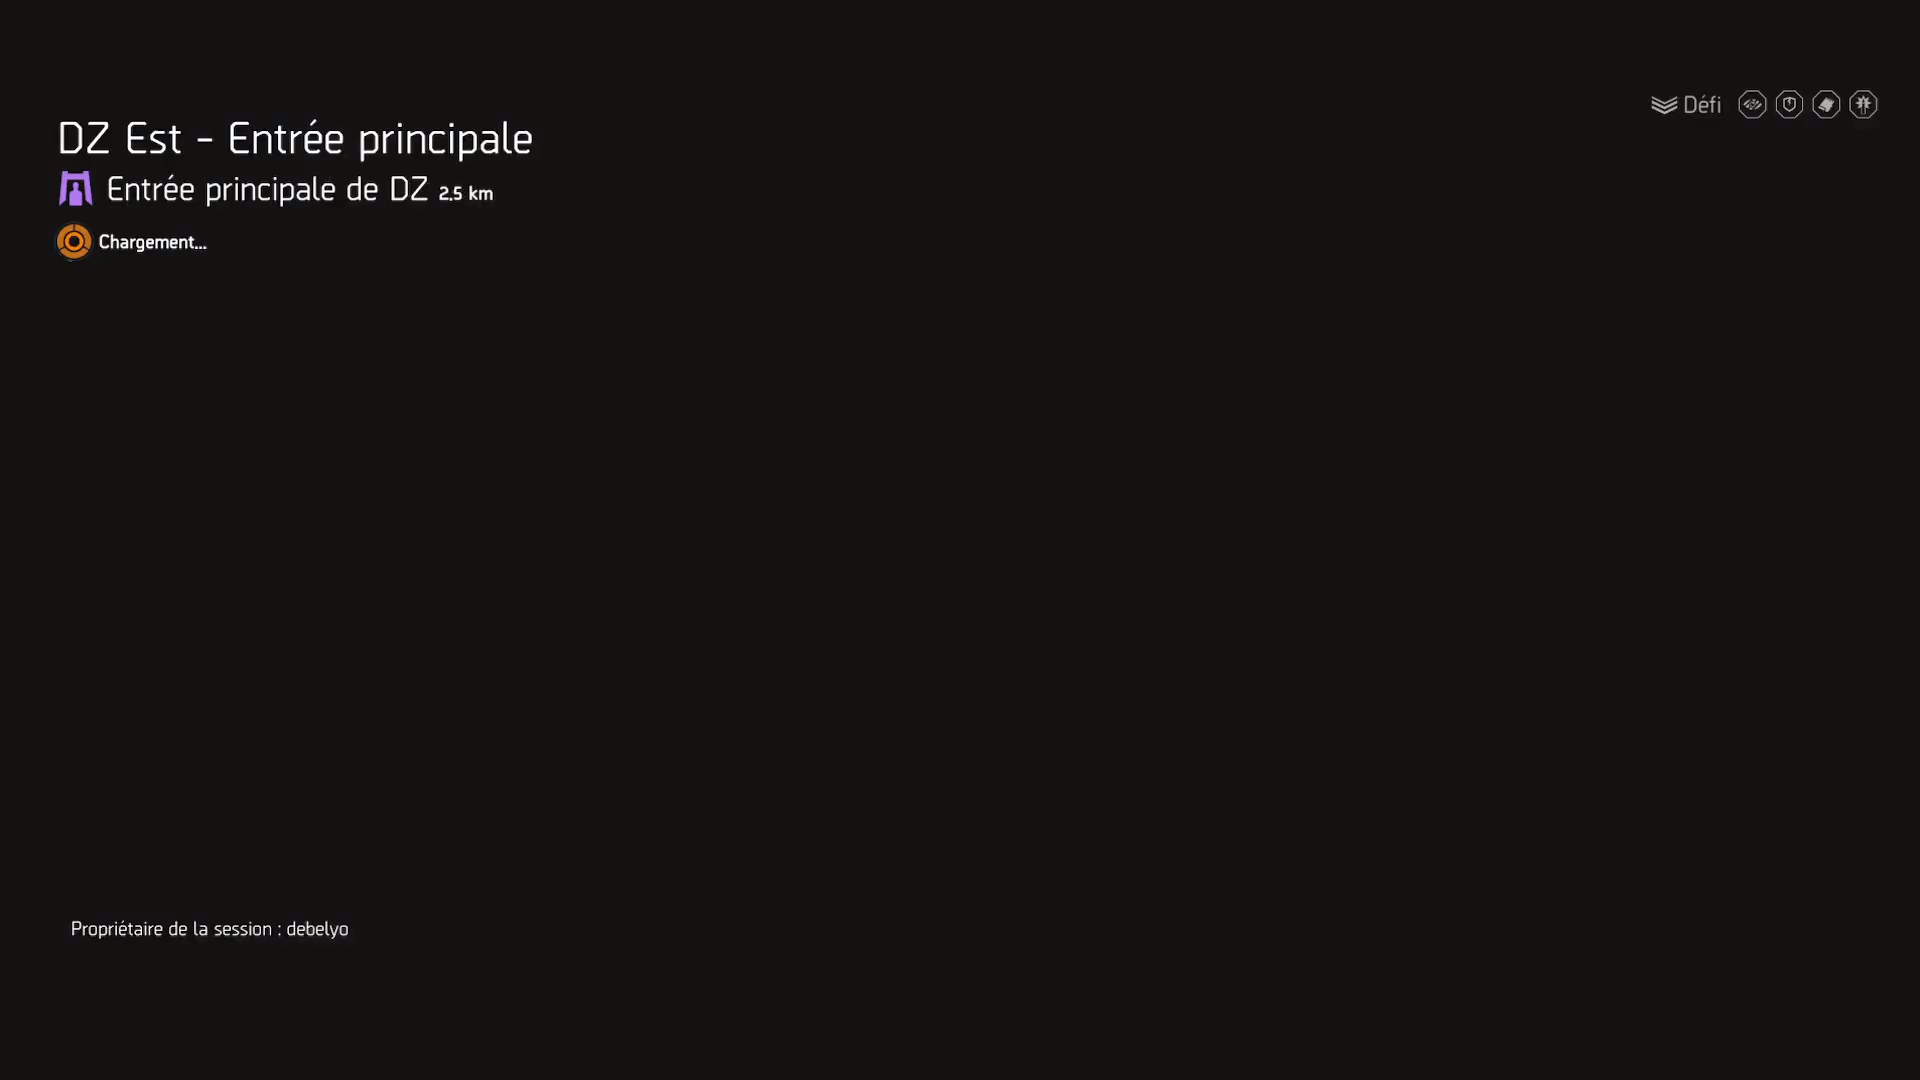 Défi
DZ Est - Entrée principale
Entrée principale de DZ 2.5 km
Chargement...
Propriétaire de la session : debelyo